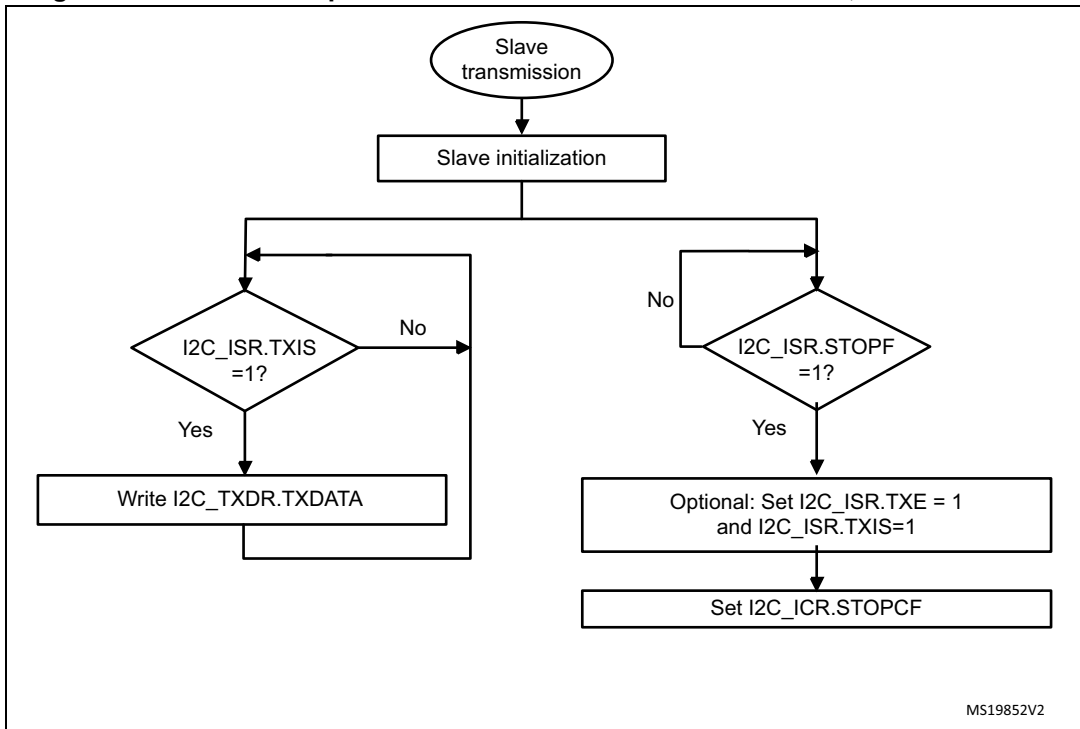 Slave
transmission
Slave initialization
I2C_ISR.TXIS
=1?
No
Yes
Write I2C_TXDR.TXDATA
No
I2C_ISR.STOPF
=1?
Yes
Optional: Set I2C_ISR.TXE = 1
and I2C_ISR.TXIS=1
Set I2C_ICR.STOPCF
MS19852V2